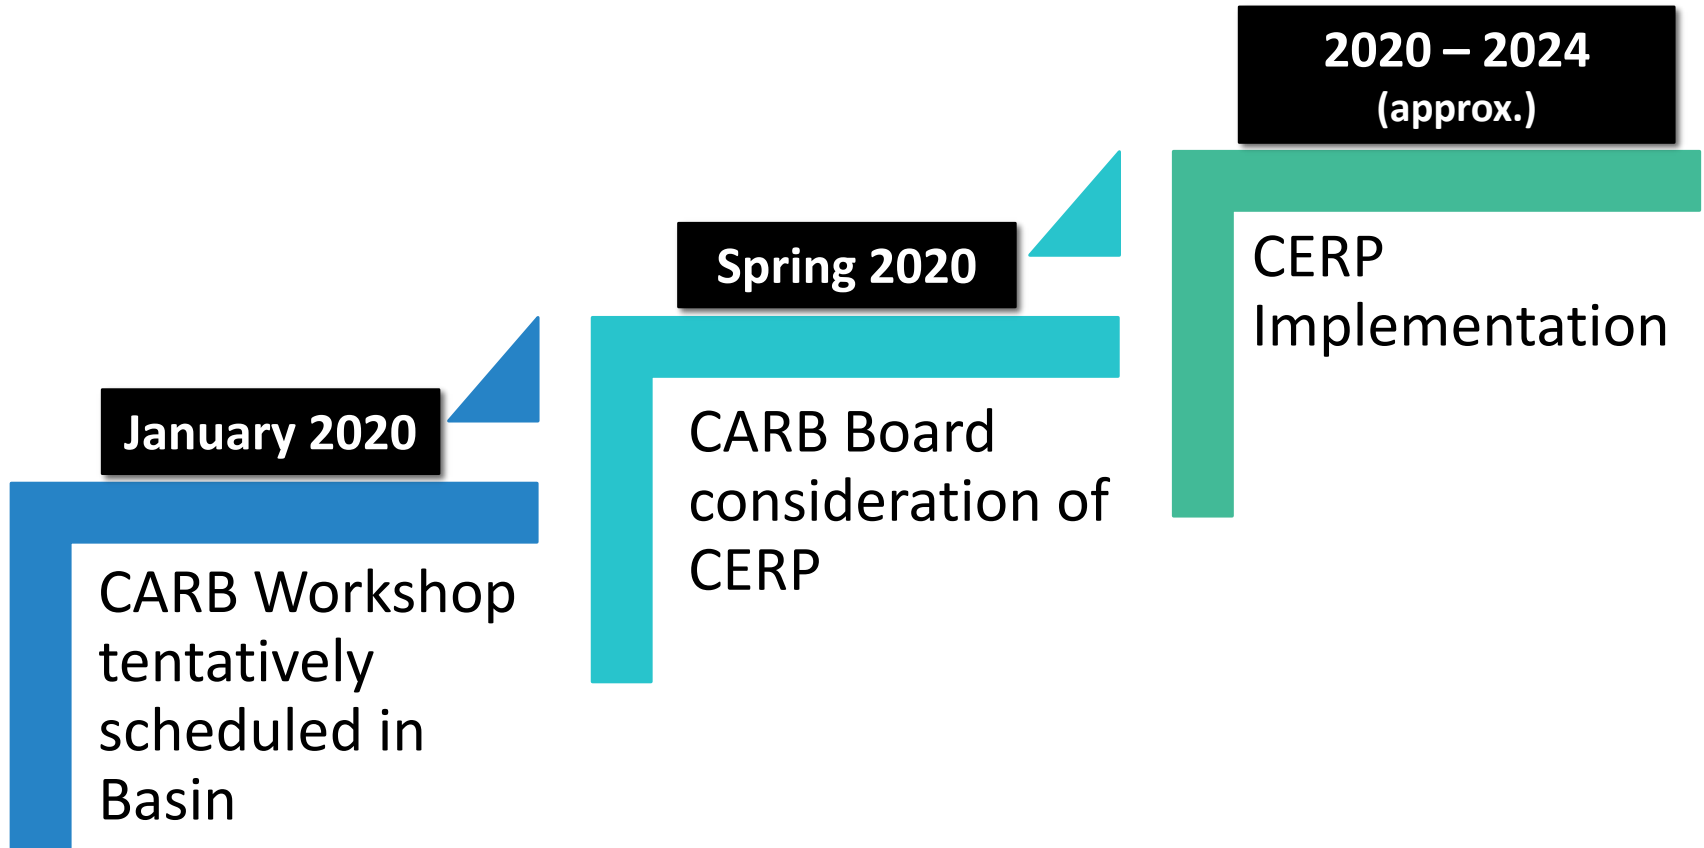 January 2020
CARB Workshop
tentatively
scheduled in
Basin
Spring 2020
CARB Board
consideration of
CERP
2020 – 2024
(approx.)
CERP
Implementation